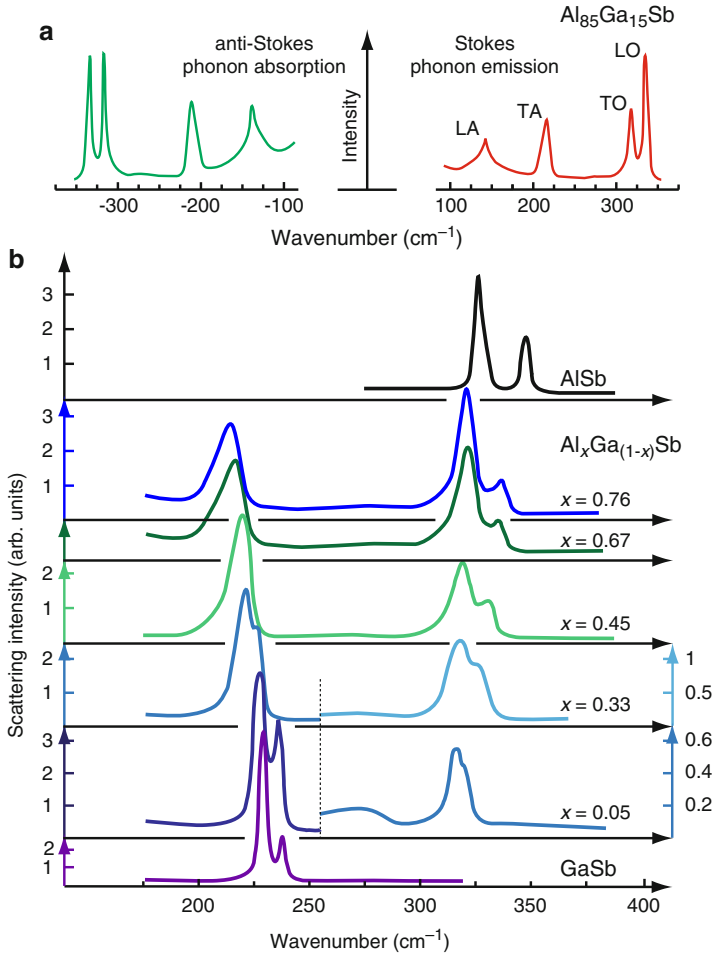 a
Al₈₅Ga₁₅Sb
anti-Stokes
phonon absorption
Stokes
phonon emission
Intensity
LA
TA
TO
LO
-300 -200 -100 100 200 300
Wavenumber (cm⁻¹) Wavenumber (cm⁻¹)
b
Scattering intensity (arb. units)
3
2
1
AlSb
3
2
1
AlₓGa₍₁₋ₓ₎Sb
x = 0.76
x = 0.67
2
1
x = 0.45
2
1
x = 0.33
1
0.5
3
2
1
x = 0.05
0.6
0.4
0.2
2
1
GaSb
200 250 300 350 400
Wavenumber (cm⁻¹)